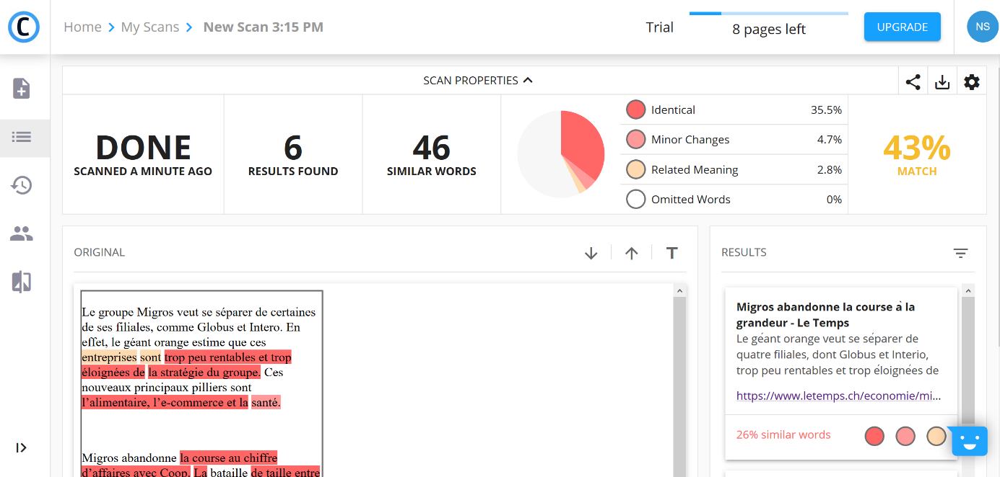 C
Home
My Scans
New Scan 3:15 PM
Trial
8 pages left
UPGRADE
NS
SCAN PROPERTIES
DONE
SCANNED A MINUTE AGO
6
RESULTS FOUND
46
SIMILAR WORDS
Identical 35.5%
Minor Changes 4.7%
Related Meaning 2.8%
Omitted Words 0%
43%
MATCH
ORIGINAL
T
Le groupe Migros veut se séparer de certaines
de ses filiales, comme Globus et Intero. En
effet, le géant orange estime que ces
entreprises sont trop peu rentables et trop
éloignées de la stratégie du groupe. Ces
nouveaux principaux pilliers sont
l’alimentaire, l’e-commerce et la santé.
Migros abandonne la course au chiffre
d’affaires avec Coop. La bataille de taille entre
RESULTS
Migros abandonne la course à la
grandeur - Le Temps
Le géant orange veut se séparer de
quatre filiales, dont Globus et Interio,
trop peu rentables et trop éloignées de
https://www.letemps.ch/economie/mi...
26% similar words